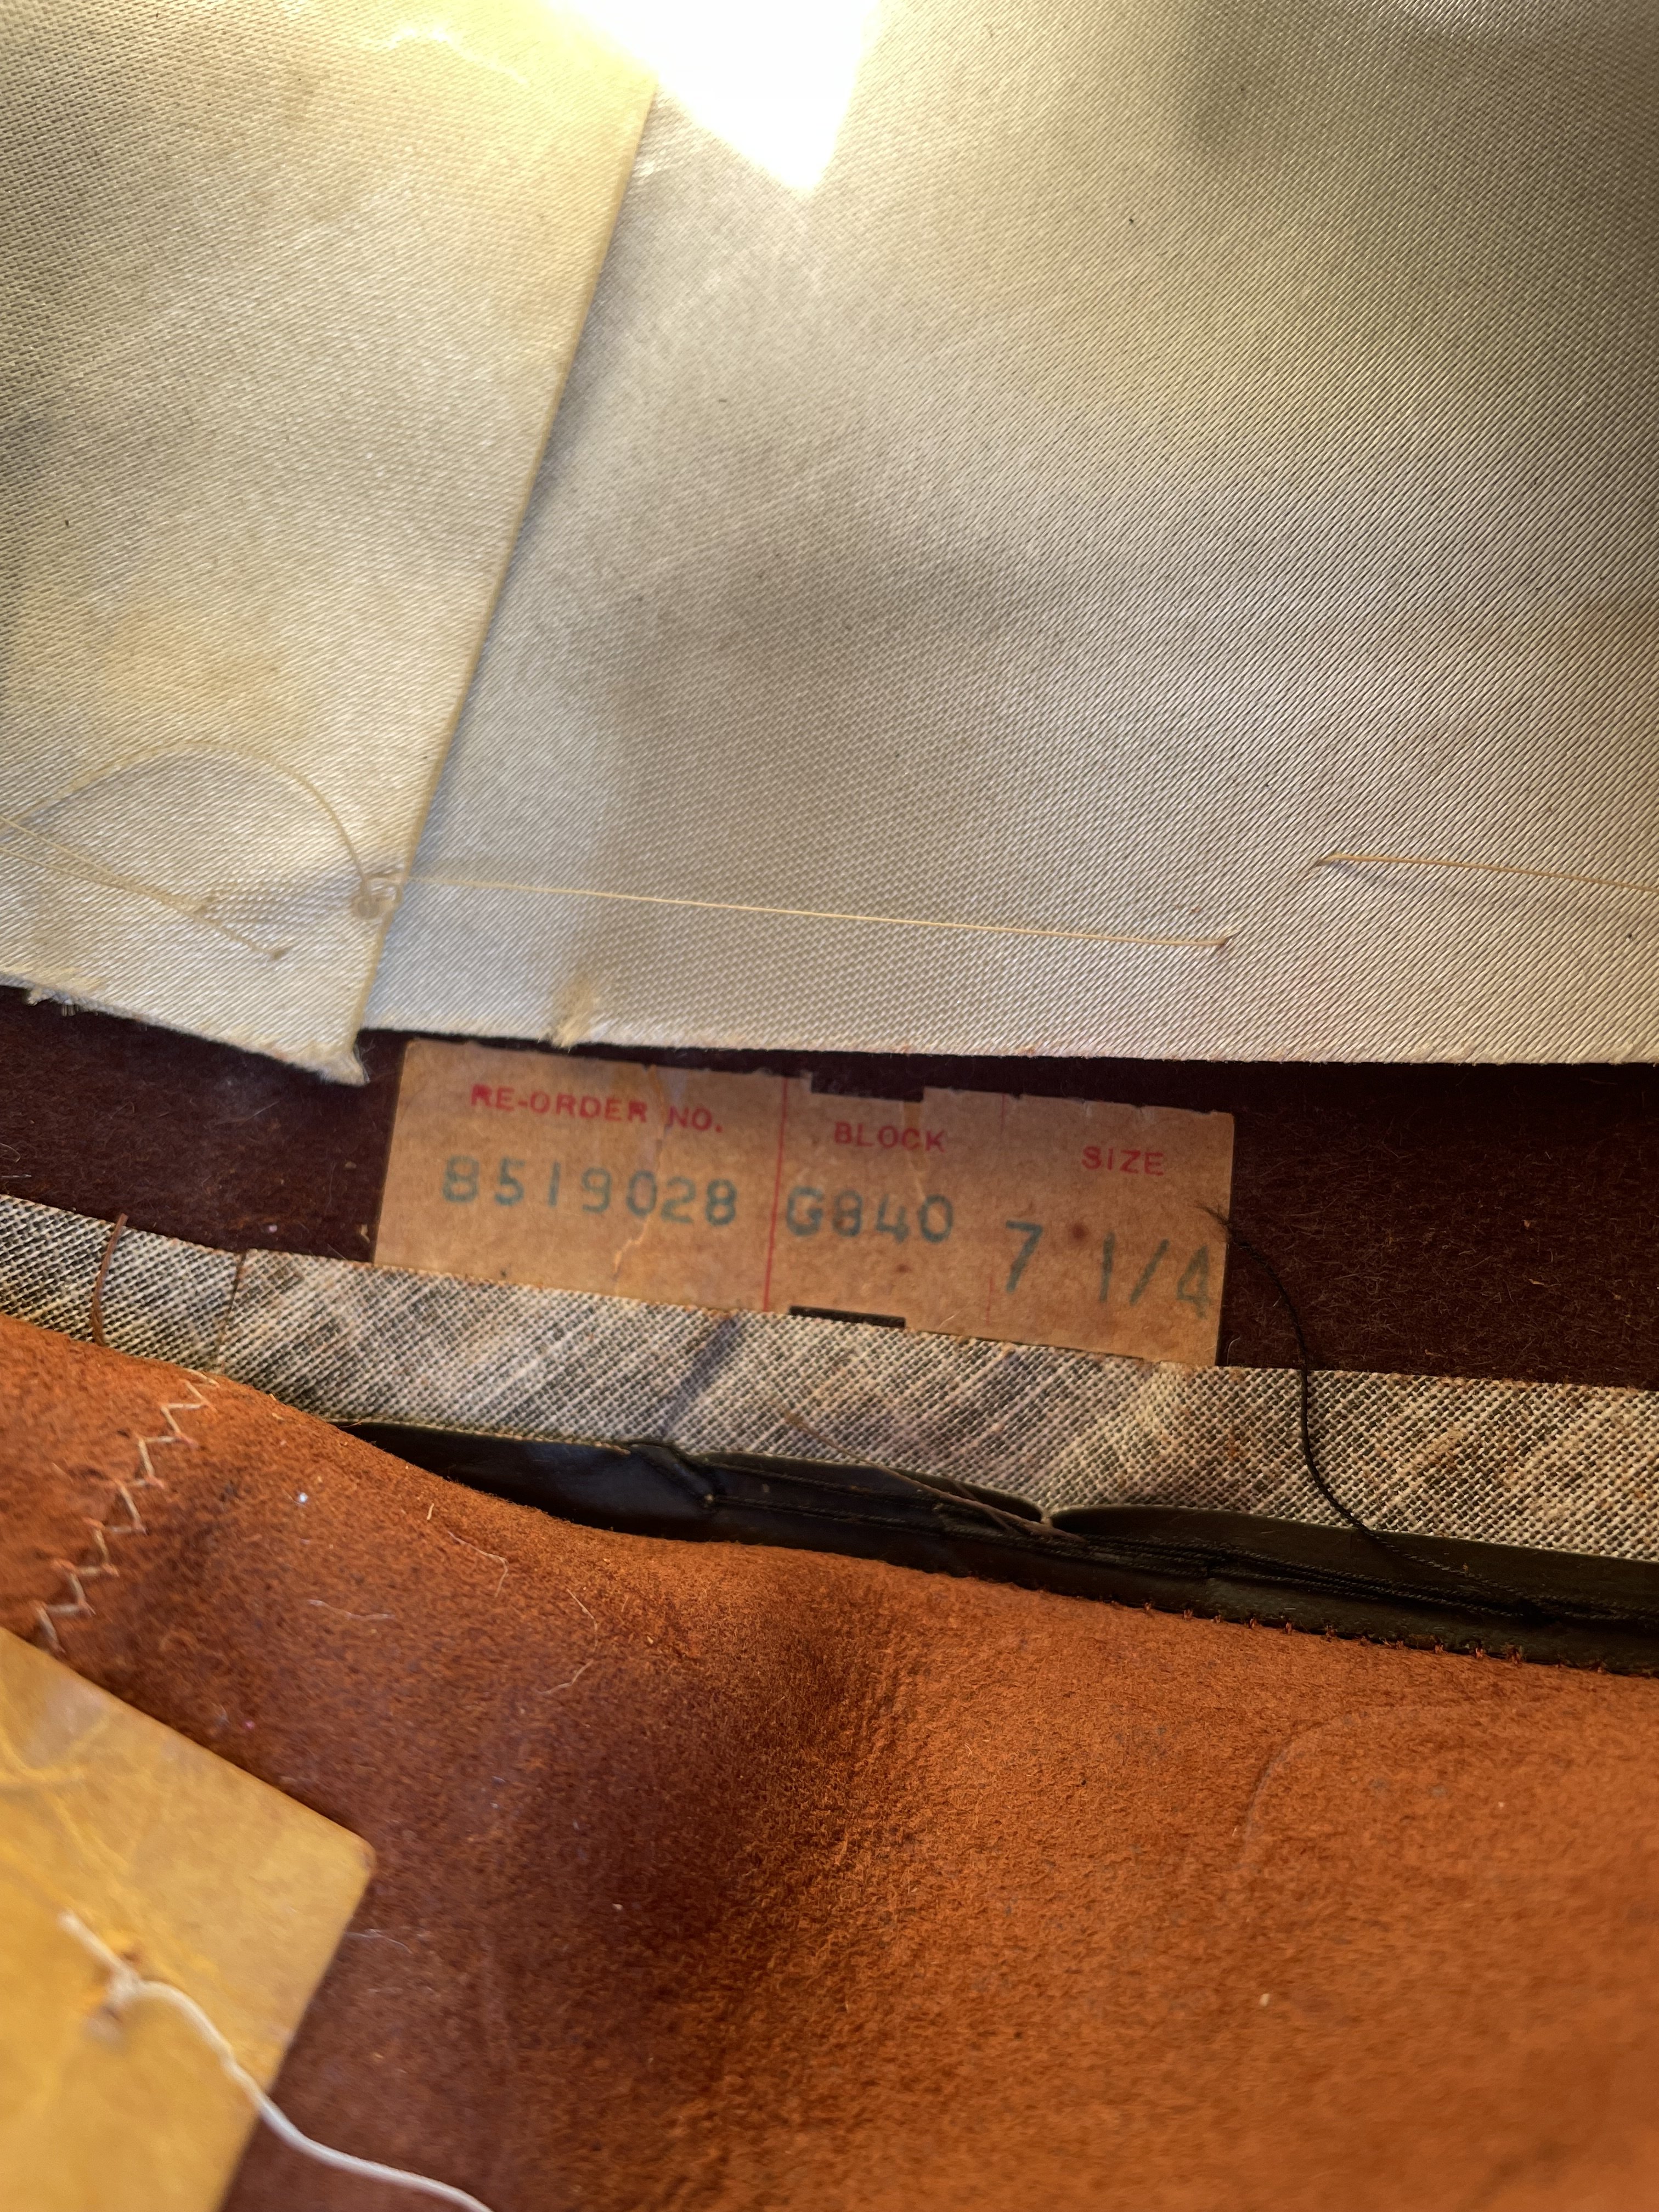 RE-ORDER NO. BLOCK SIZE
8519028 G840 7 1/4